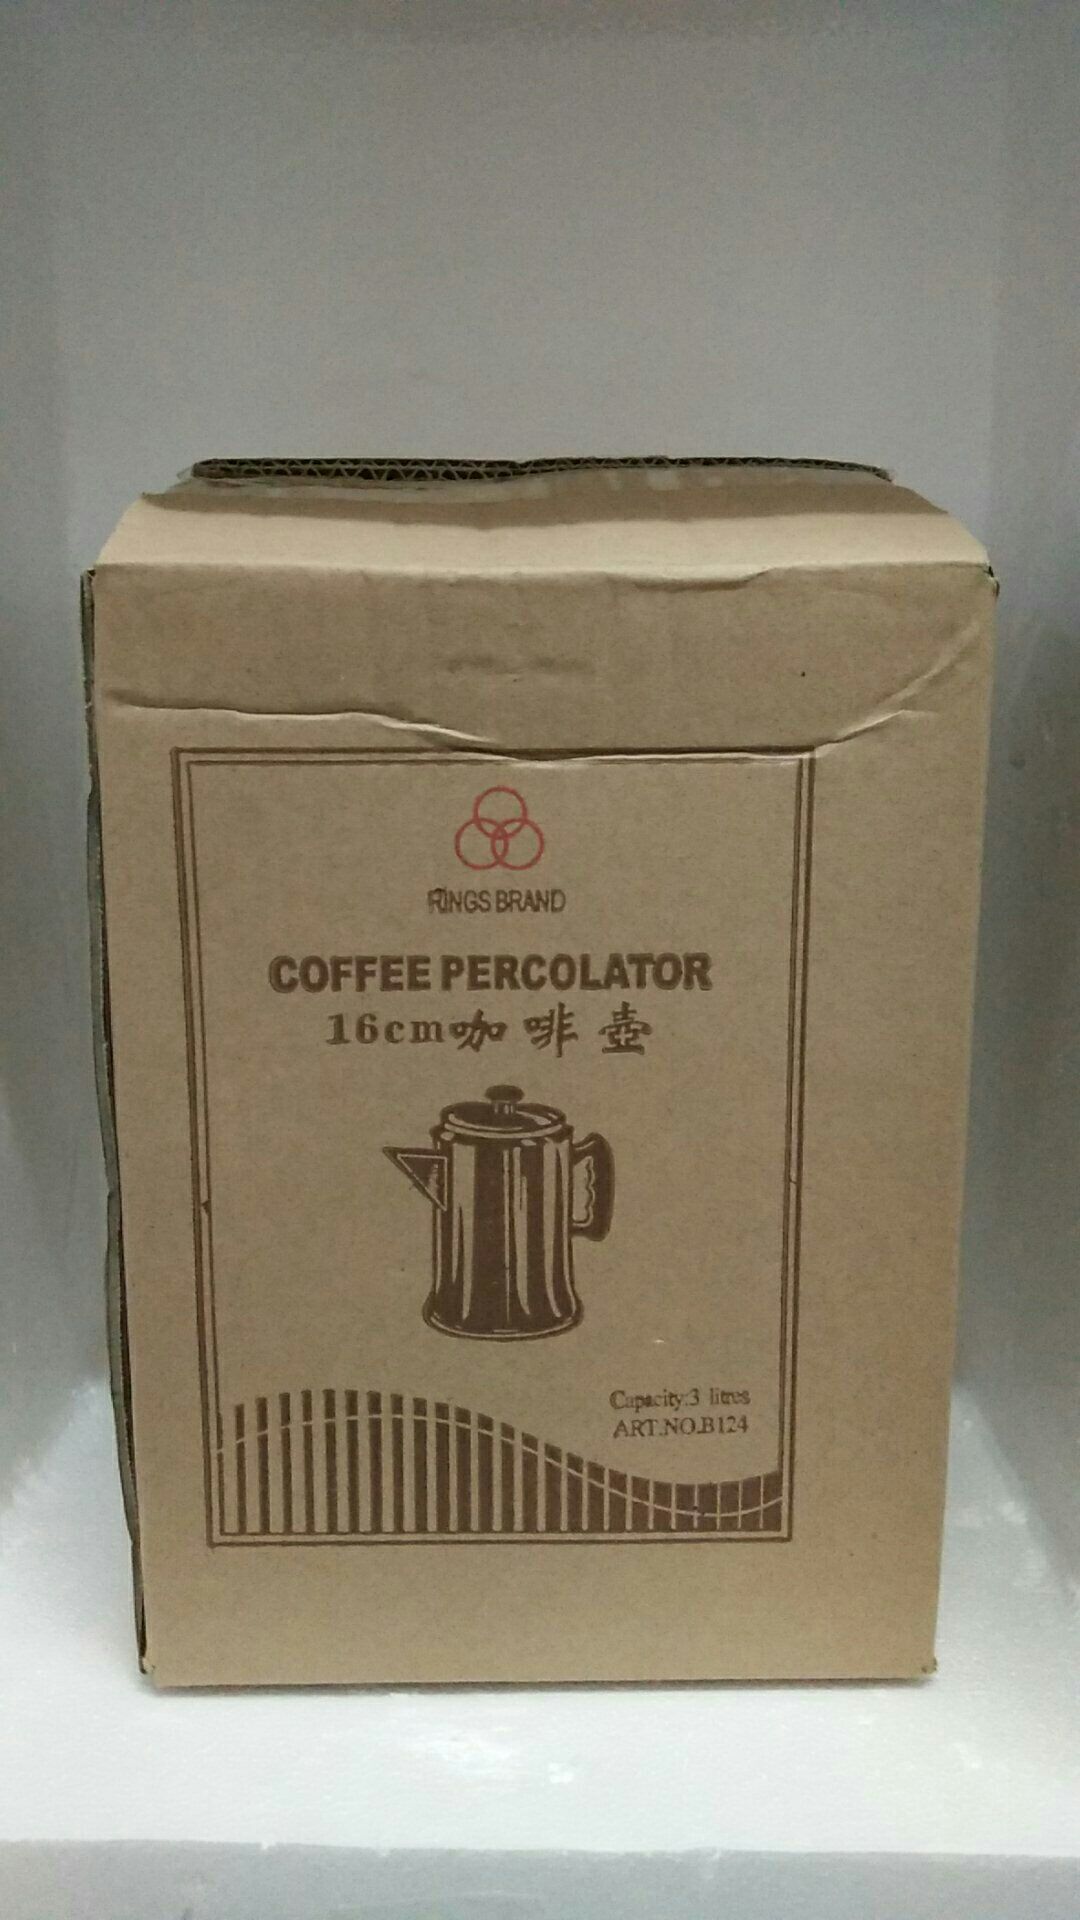 RINGS BRAND
COFFEE PERCOLATOR
16cm咖啡壶
Capacity:3 litres
ART.NO.B124